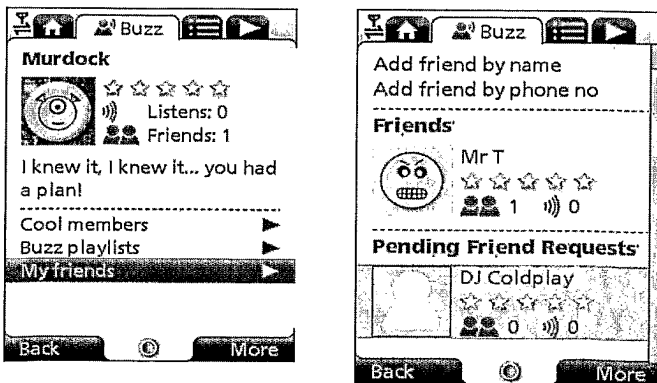 Buzz
Murdock
Listens: 0
Friends: 1
I knew it, I knew it... you had
a plan!
Cool members
Buzz playlists
My friends
Back
More
Buzz
Add friend by name
Add friend by phone no
Friends
Mr T
1 0
Pending Friend Requests
DJ Coldplay
0 0
Back
More